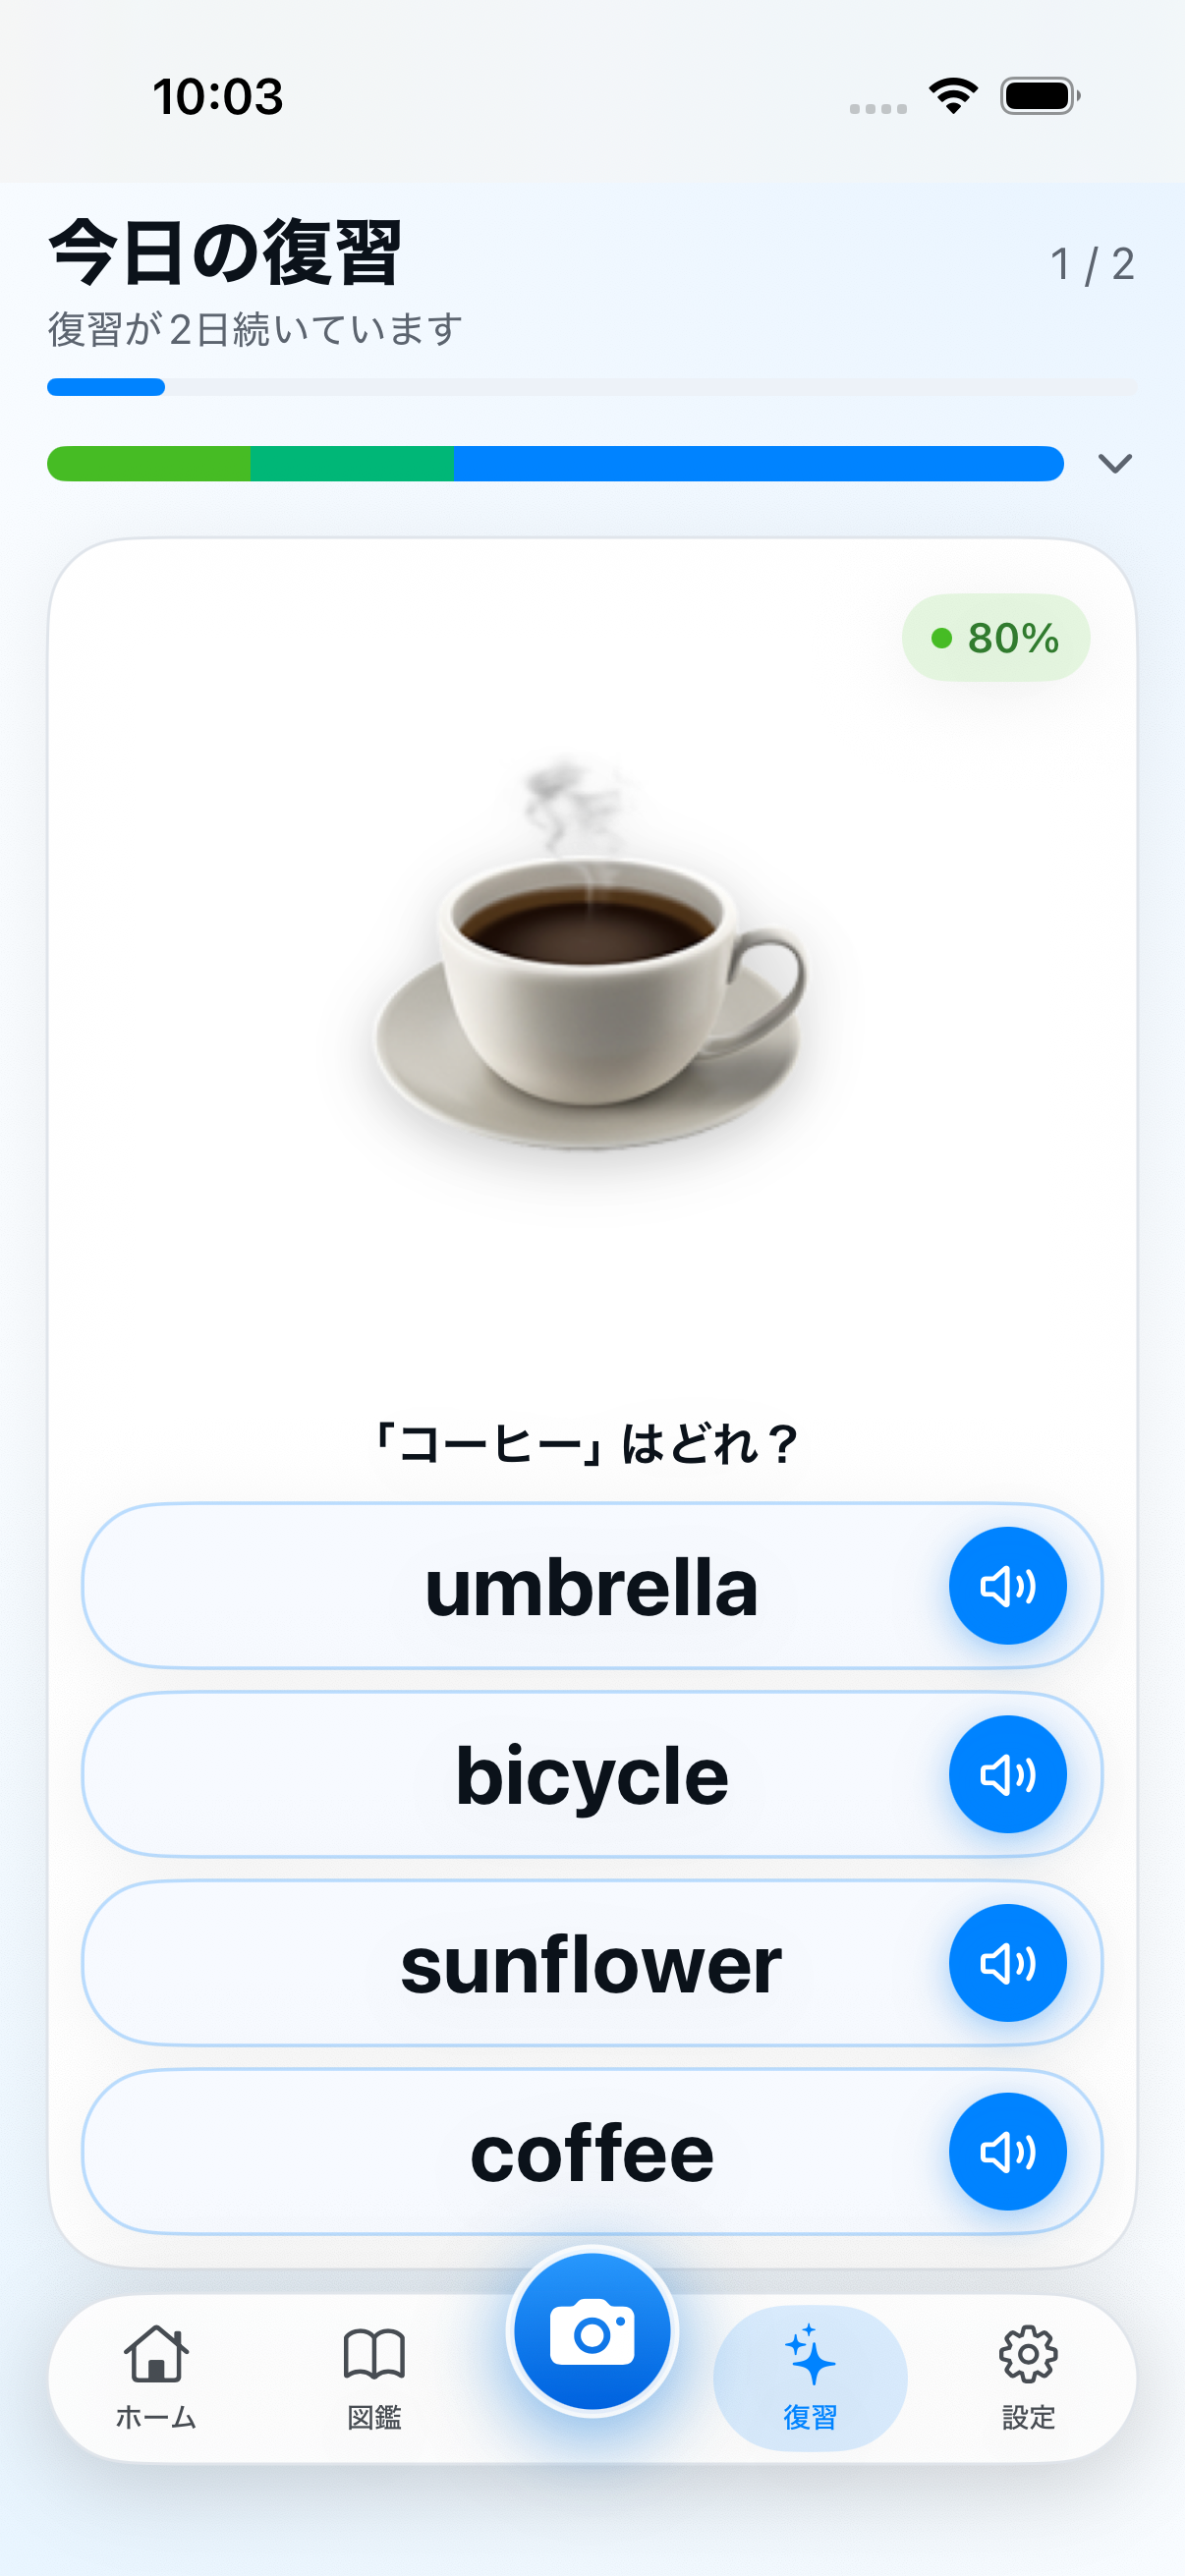 10:03
今日の復習
1 / 2
復習が2日続いています
80%
「コーヒー」はどれ？
umbrella
bicycle
sunflower
coffee
ホーム
図鑑
復習
設定